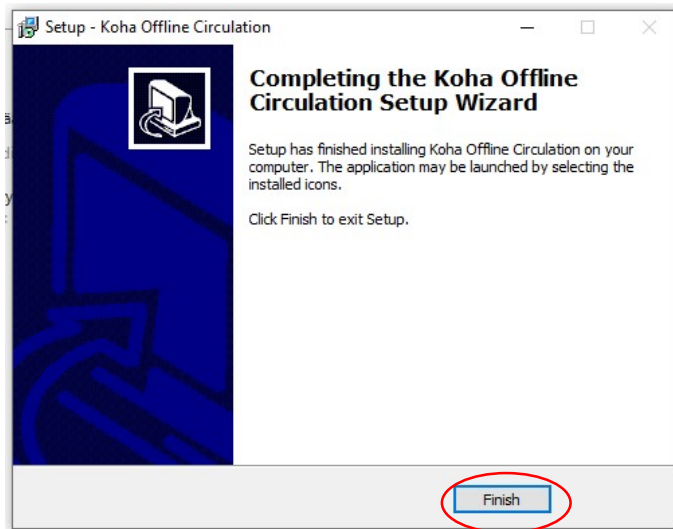 Setup - Koha Offline Circulation
Completing the Koha Offline
Circulation Setup Wizard
Setup has finished installing Koha Offline Circulation on your
computer. The application may be launched by selecting the
installed icons.
Click Finish to exit Setup.
Finish